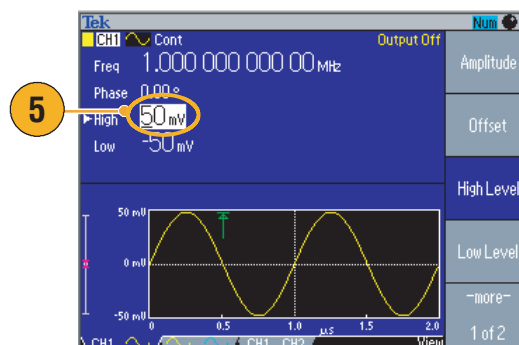 Tek Num
CH1 Cont Output Off
Freq 1.000 000 000 00 MHz
Phase 0.00 °
High 50 mV
Low -50 mV
5
Amplitude
Offset
High Level
Low Level
-more-
1 of 2
50 mV
0 mV
-50 mV
0 0.5 1.0 µs 1.5 2.0
CH1 CH1 CH2 View